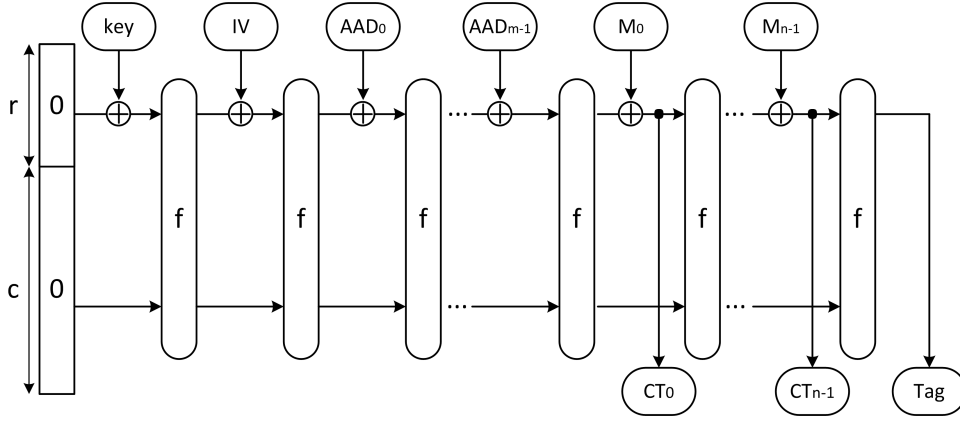 key
IV
AAD0
AADm-1
M0
Mn-1
r
0
...
...
f
f
f
f
f
f
c
0
...
...
CT0
CTn-1
Tag